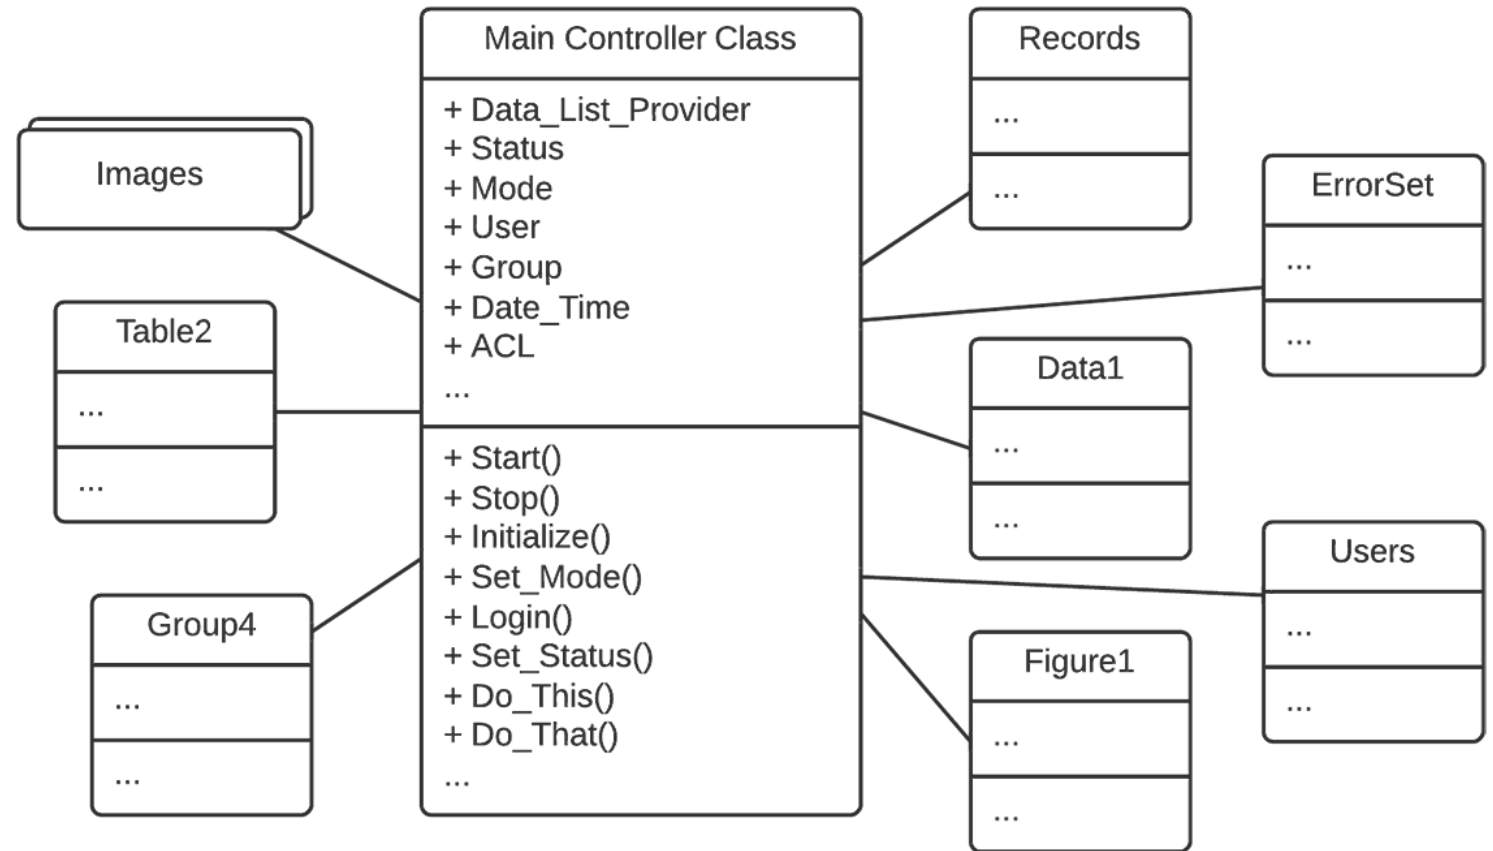 Main Controller Class
+ Data_List_Provider
+ Status
+ Mode
+ User
+ Group
+ Date_Time
+ ACL
...
+ Start()
+ Stop()
+ Initialize()
+ Set_Mode()
+ Login()
+ Set_Status()
+ Do_This()
+ Do_That()
...
Images
Table2
...
...
Group4
...
...
Records
...
...
ErrorSet
...
...
Data1
...
...
Users
...
...
Figure1
...
...